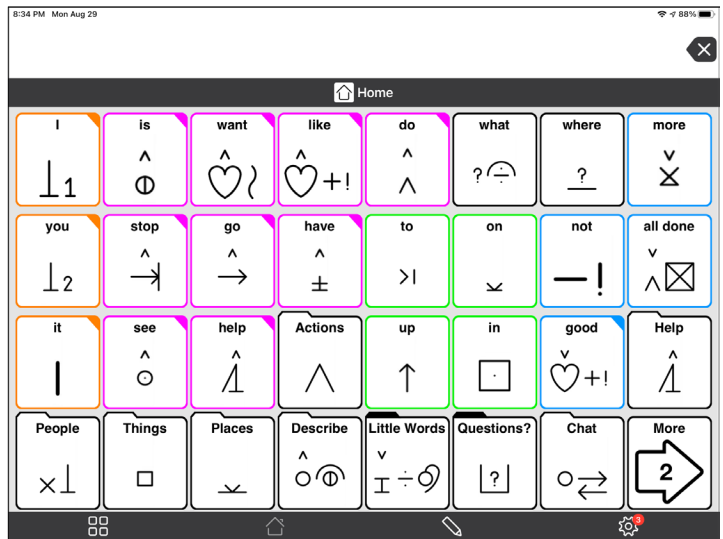 8:34 PM Mon Aug 29 88%
Home
I is want like do what where more
1 ? ?
you stop go have to on not all done
2
it see help Actions up in good Help
People Things Places Describe Little Words Questions? Chat More
? 2
3